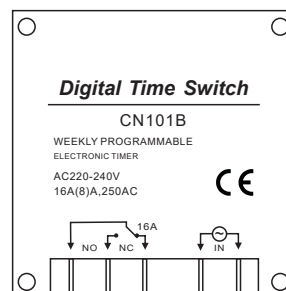 Digital Time Switch
CN101B
WEEKLY PROGRAMMABLE
ELECTRONIC TIMER
AC220-240V
16A(8)A,250AC
CE
16A
NO NC IN